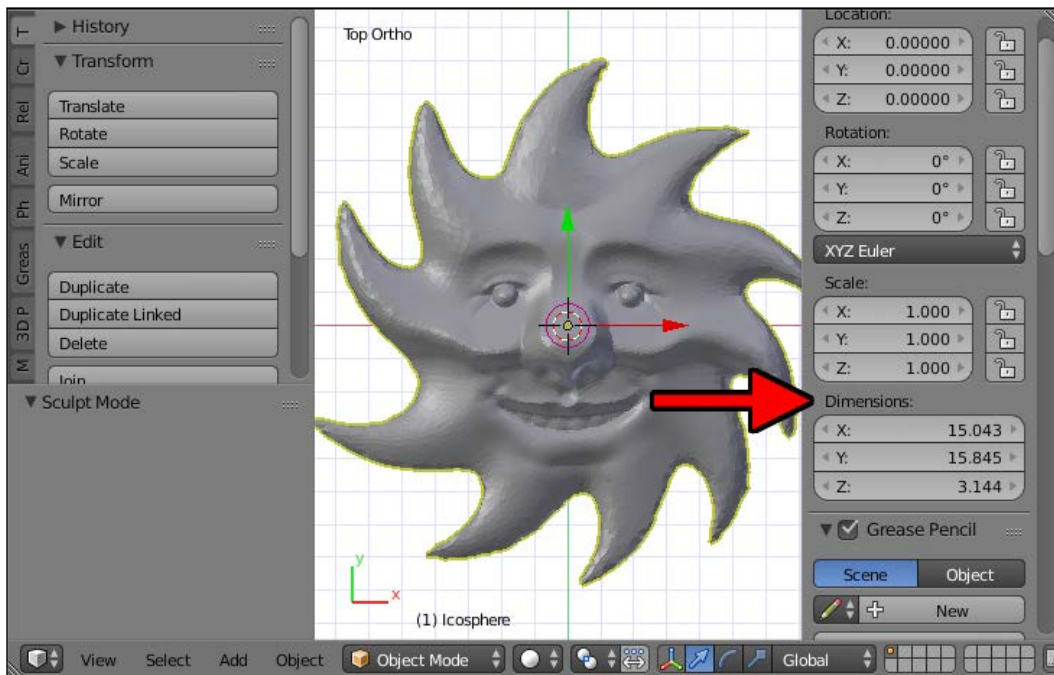 T
Cr
Rel
Ani
Ph
Greas
3D P
M
History
Transform
Translate
Rotate
Scale
Mirror
Edit
Duplicate
Duplicate Linked
Delete
Join
Sculpt Mode
Top Ortho
y
x
(1) Icosphere
Location:
X: 0.00000
Y: 0.00000
Z: 0.00000
Rotation:
X: 0°
Y: 0°
Z: 0°
XYZ Euler
Scale:
X: 1.000
Y: 1.000
Z: 1.000
Dimensions:
X: 15.043
Y: 15.845
Z: 3.144
Grease Pencil
Scene Object
New
View Select Add Object Object Mode Global